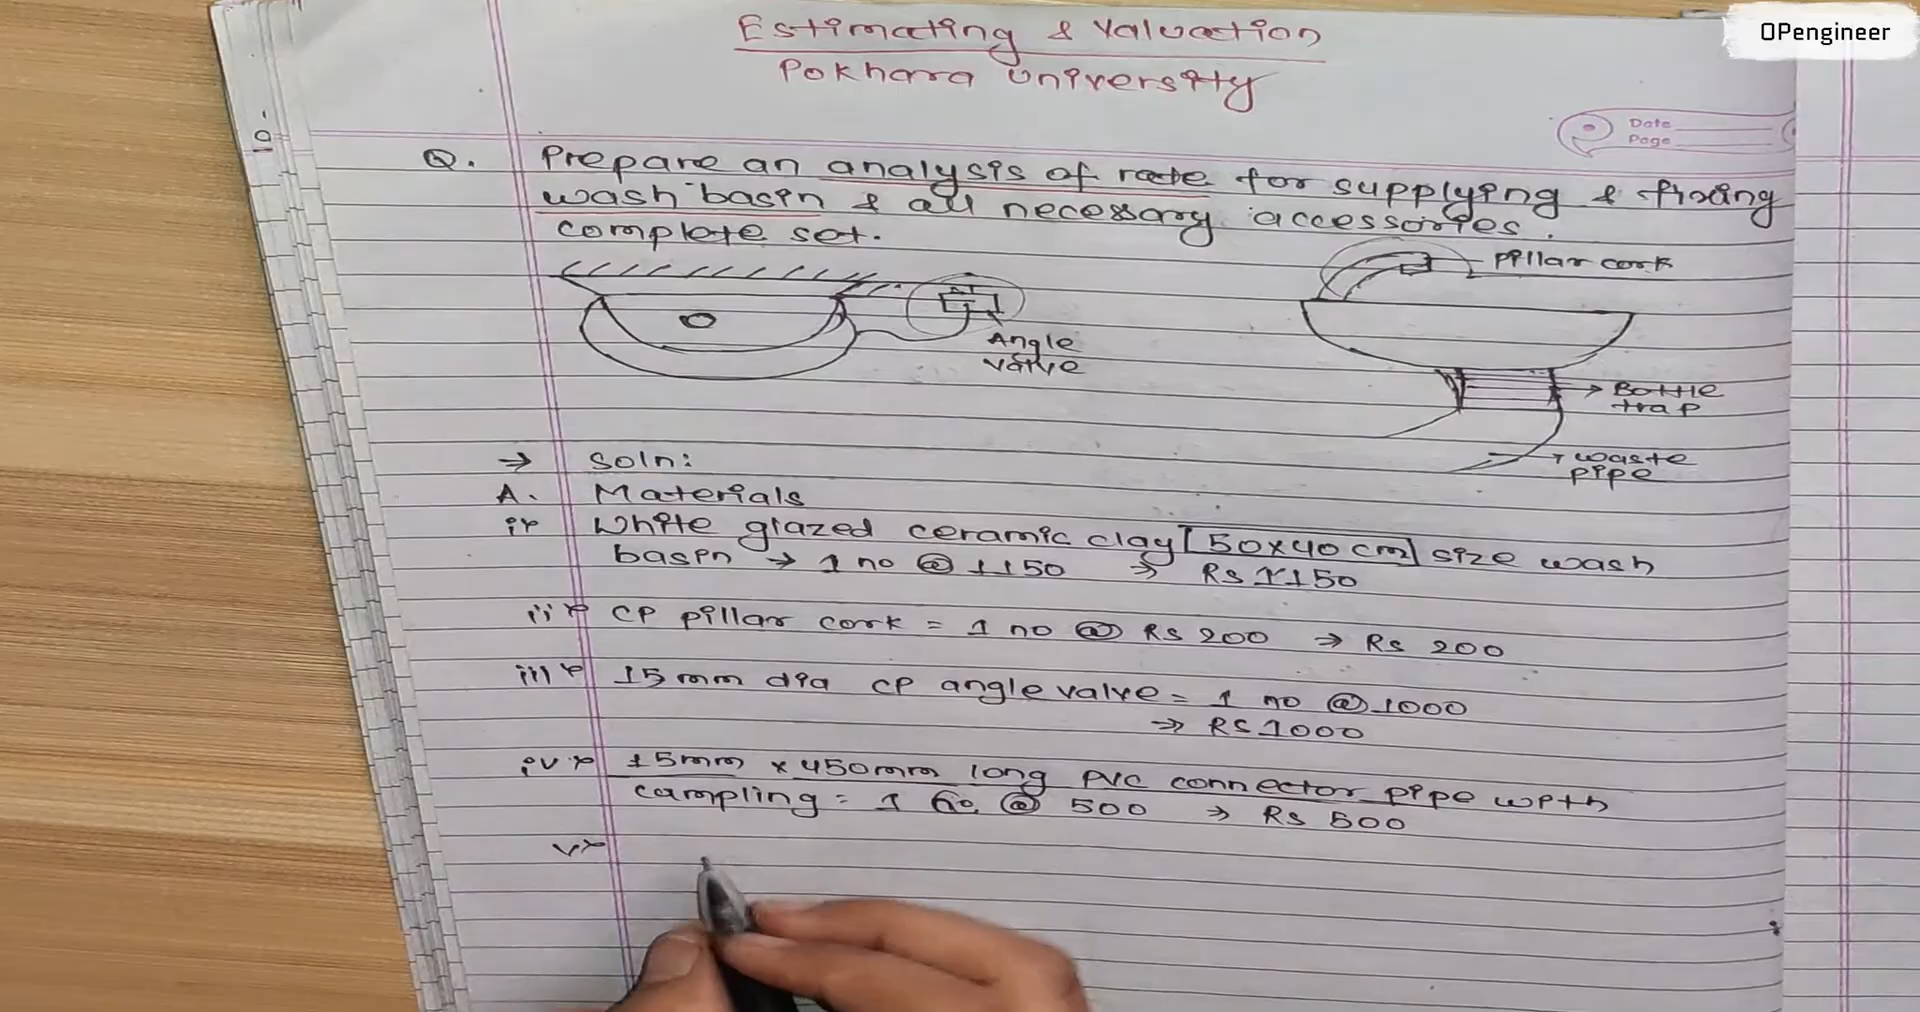 OPengineer
Estimating & Valuation
Pokhara University
Date
Page
Q. Prepare an analysis of rate for supplying & fixing
wash basin & all necessary accessories.
complete set.
Pillar cork
Angle
valve
Bottle
trap
waste
pipe
→ Soln:
A. Materials
i> White glazed ceramic clay [50x40 cm] size wash
basin → 1 no @ 1150 → Rs 1150
ii> CP pillar cork = 1 no @ Rs 200 → Rs 200
iii> 15mm dia CP angle valve = 1 no @ 1000
→ Rs 1000
iv> 15mm x 450mm long PVC connector pipe with
campling = 1 no @ 500 → Rs 500
v>